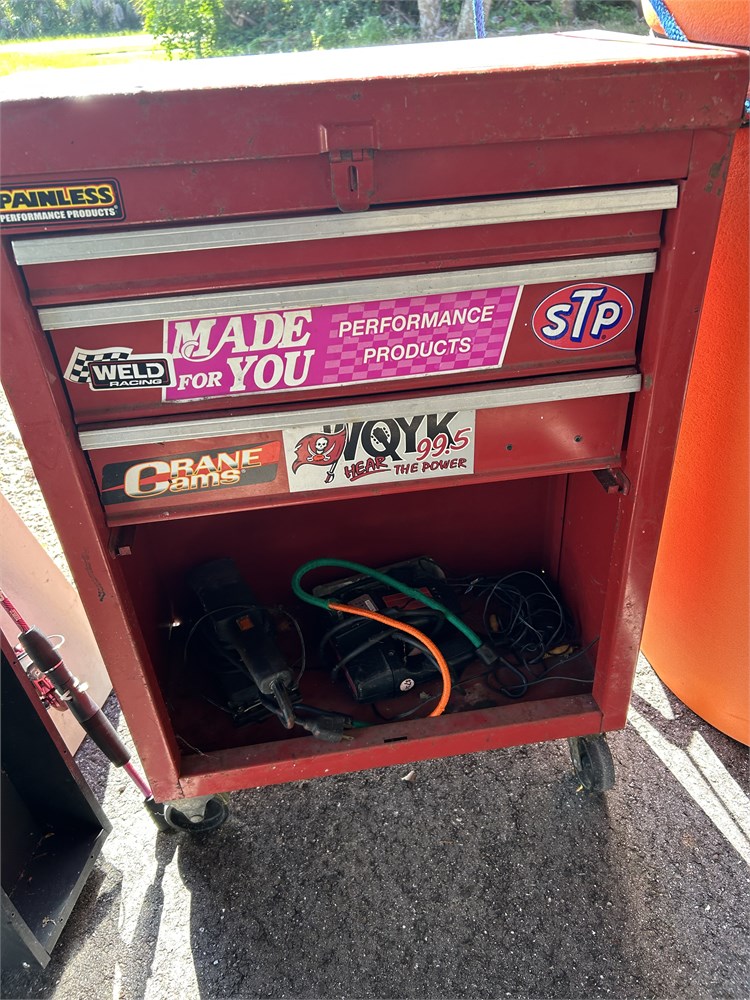 PAINLESS
PERFORMANCE PRODUCTS
MADE
FOR YOU
PERFORMANCE
PRODUCTS
STP
WELD
RACING
CRANE
Cams
WQYK
99.5
HEAR THE POWER